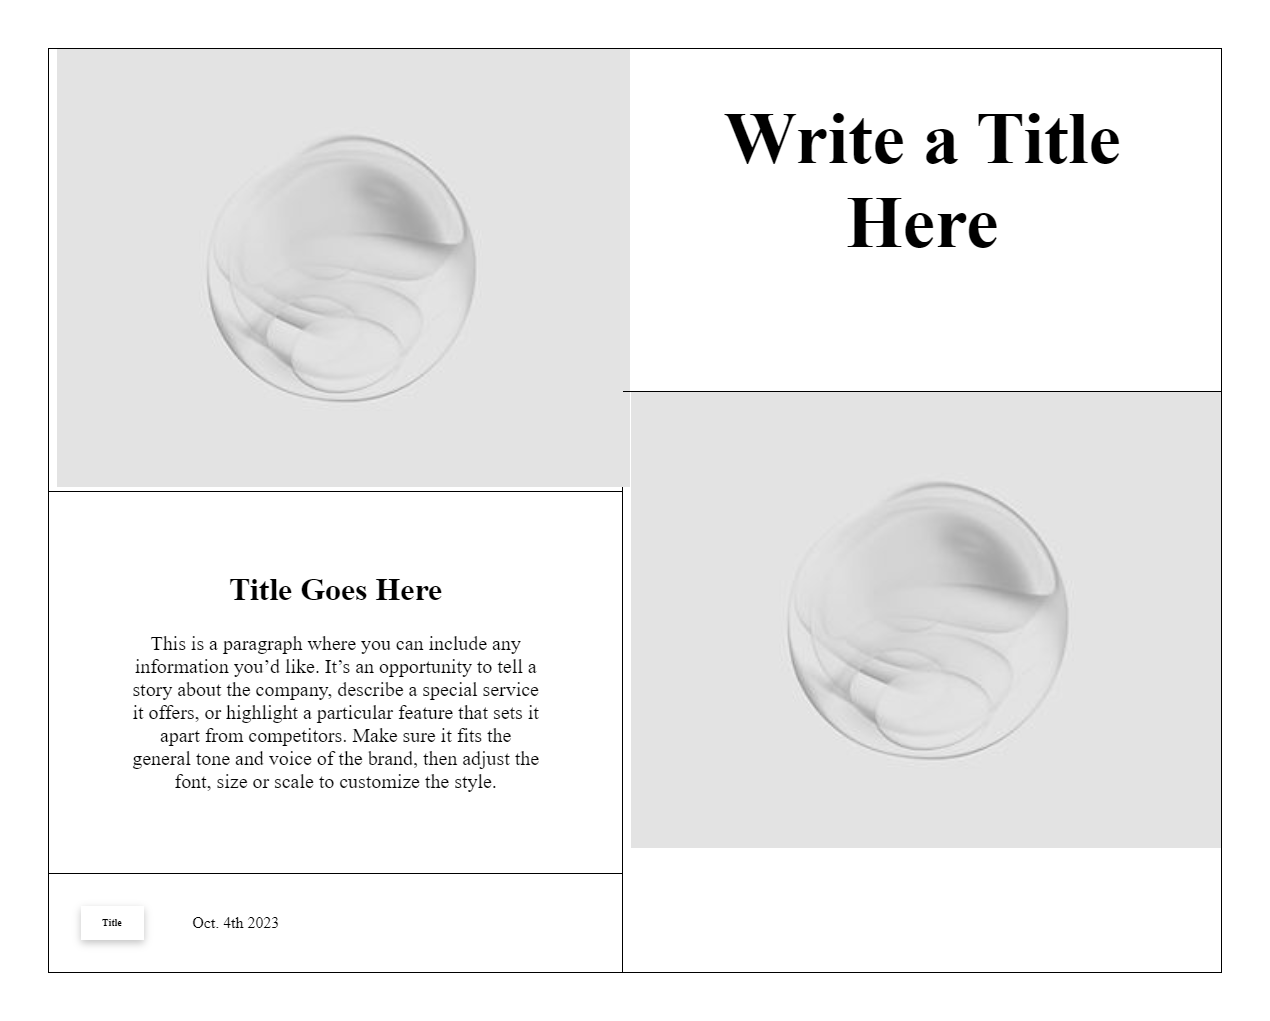 Write a Title
Here
Title Goes Here
This is a paragraph where you can include any
information you’d like. It’s an opportunity to tell a
story about the company, describe a special service
it offers, or highlight a particular feature that sets it
apart from competitors. Make sure it fits the
general tone and voice of the brand, then adjust the
font, size or scale to customize the style.
Title
Oct. 4th 2023